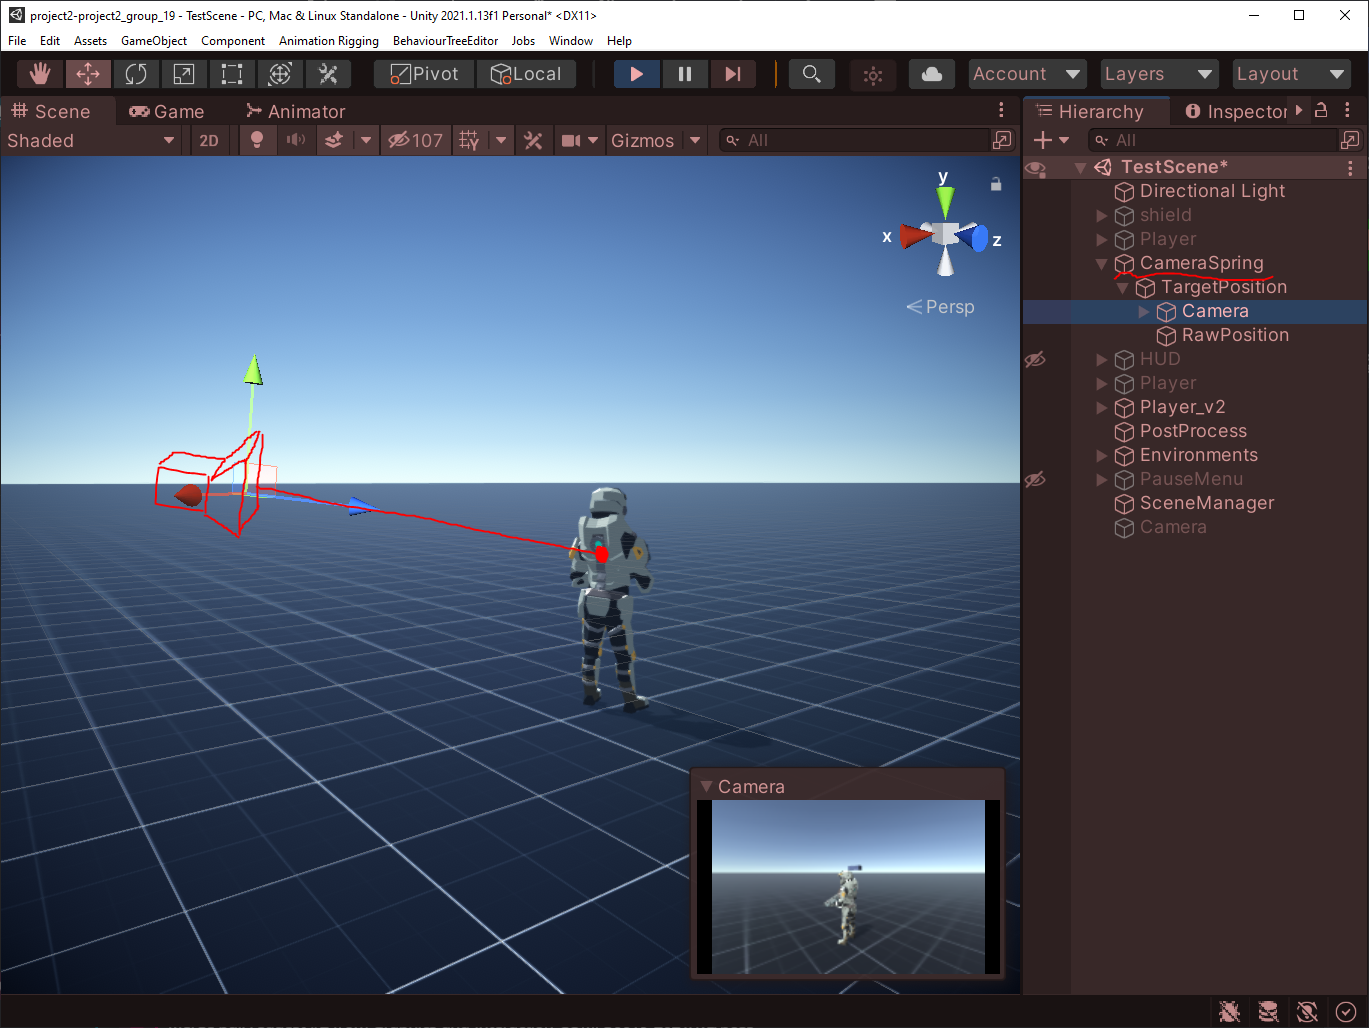 project2-project2_group_19 - TestScene - PC, Mac & Linux Standalone - Unity 2021.1.13f1 Personal* <DX11>
File Edit Assets GameObject Component Animation Rigging BehaviourTreeEditor Jobs Window Help
Pivot Local Account Layers Layout
Scene Game Animator Hierarchy Inspector
Shaded 2D 107 Gizmos All All
TestScene*
Directional Light
shield
Player
CameraSpring
TargetPosition
Camera
RawPosition
HUD
Player
Player_v2
PostProcess
Environments
PauseMenu
SceneManager
Camera
y
x z
Persp
Camera